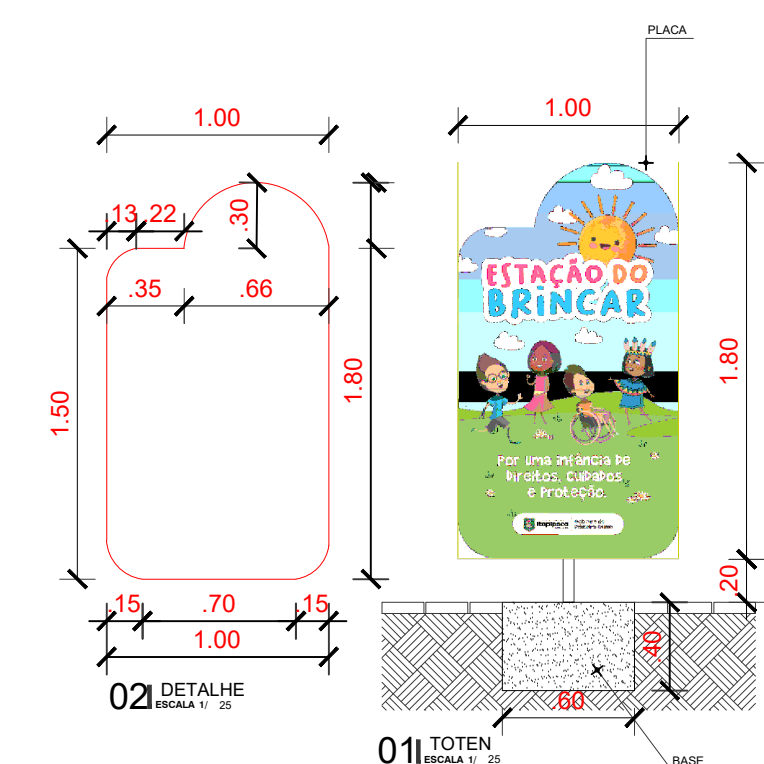 PLACA
1.00
1.00
.13 .22
.30
.35 .66
1.50
1.80
1.80
ESTAÇÃO DO
BRINCAR
Por uma infância de
Direitos, Cuidados
e Proteção.
Itapipoca
.20
.15 .70 .15
1.00
.40
.60
02 DETALHE
ESCALA 1/ 25
01 TOTEN
ESCALA 1/ 25
BASE